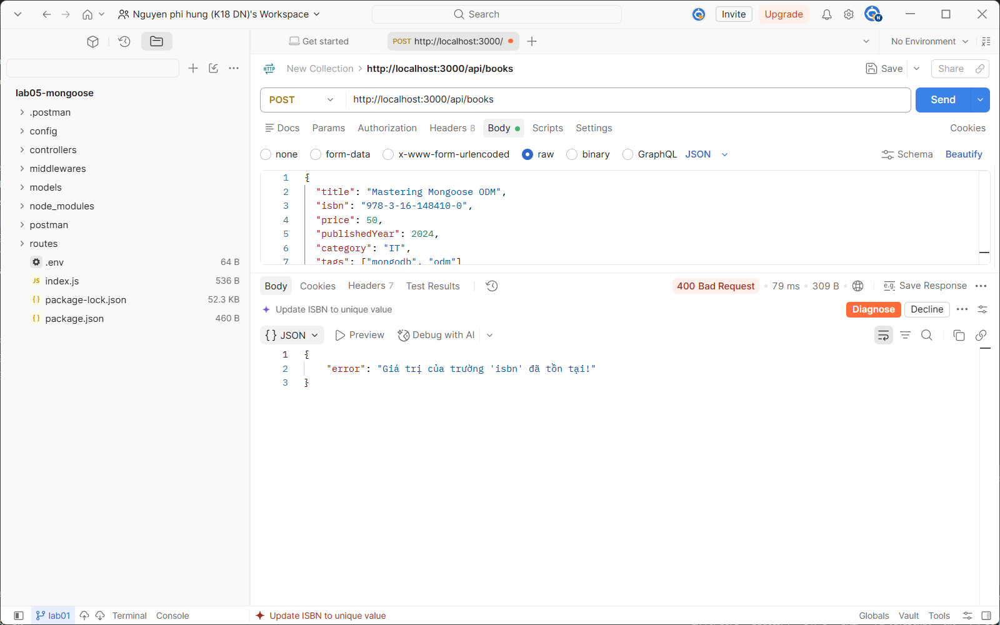 Nguyen phi hung (K18 DN)'s Workspace
Search
Invite
Upgrade
N
Get started
POST http://localhost:3000/
No Environment
lab05-mongoose
.postman
config
controllers
middlewares
models
node_modules
postman
routes
.env 64 B
JS index.js 536 B
{} package-lock.json 52.3 KB
{} package.json 460 B
HTTP New Collection > http://localhost:3000/api/books
Save
Share
POST http://localhost:3000/api/books
Send
Docs Params Authorization Headers 8 Body Scripts Settings Cookies
none form-data x-www-form-urlencoded raw binary GraphQL JSON Schema Beautify
1 {
2 "title": "Mastering Mongoose ODM",
3 "isbn": "978-3-16-148410-0",
4 "price": 50,
5 "publishedYear": 2024,
6 "category": "IT",
7 "tags": ["mongodb", "odm"]
Body Cookies Headers 7 Test Results 400 Bad Request 79 ms 309 B e.g. Save Response
Update ISBN to unique value Diagnose Decline
{} JSON Preview Debug with AI
1 {
2 "error": "Giá trị của trường 'isbn' đã tồn tại!"
3 }
lab01 Terminal Console Update ISBN to unique value Globals Vault Tools